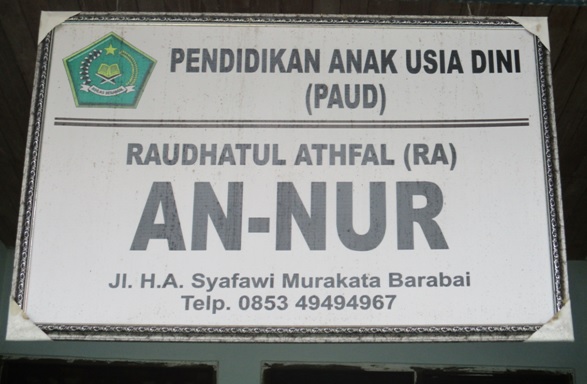 PENDIDIKAN ANAK USIA DINI
(PAUD)
RAUDHATUL ATHFAL (RA)
AN-NUR
Jl. H.A. Syafawi Murakata Barabai
Telp. 0853 49494967